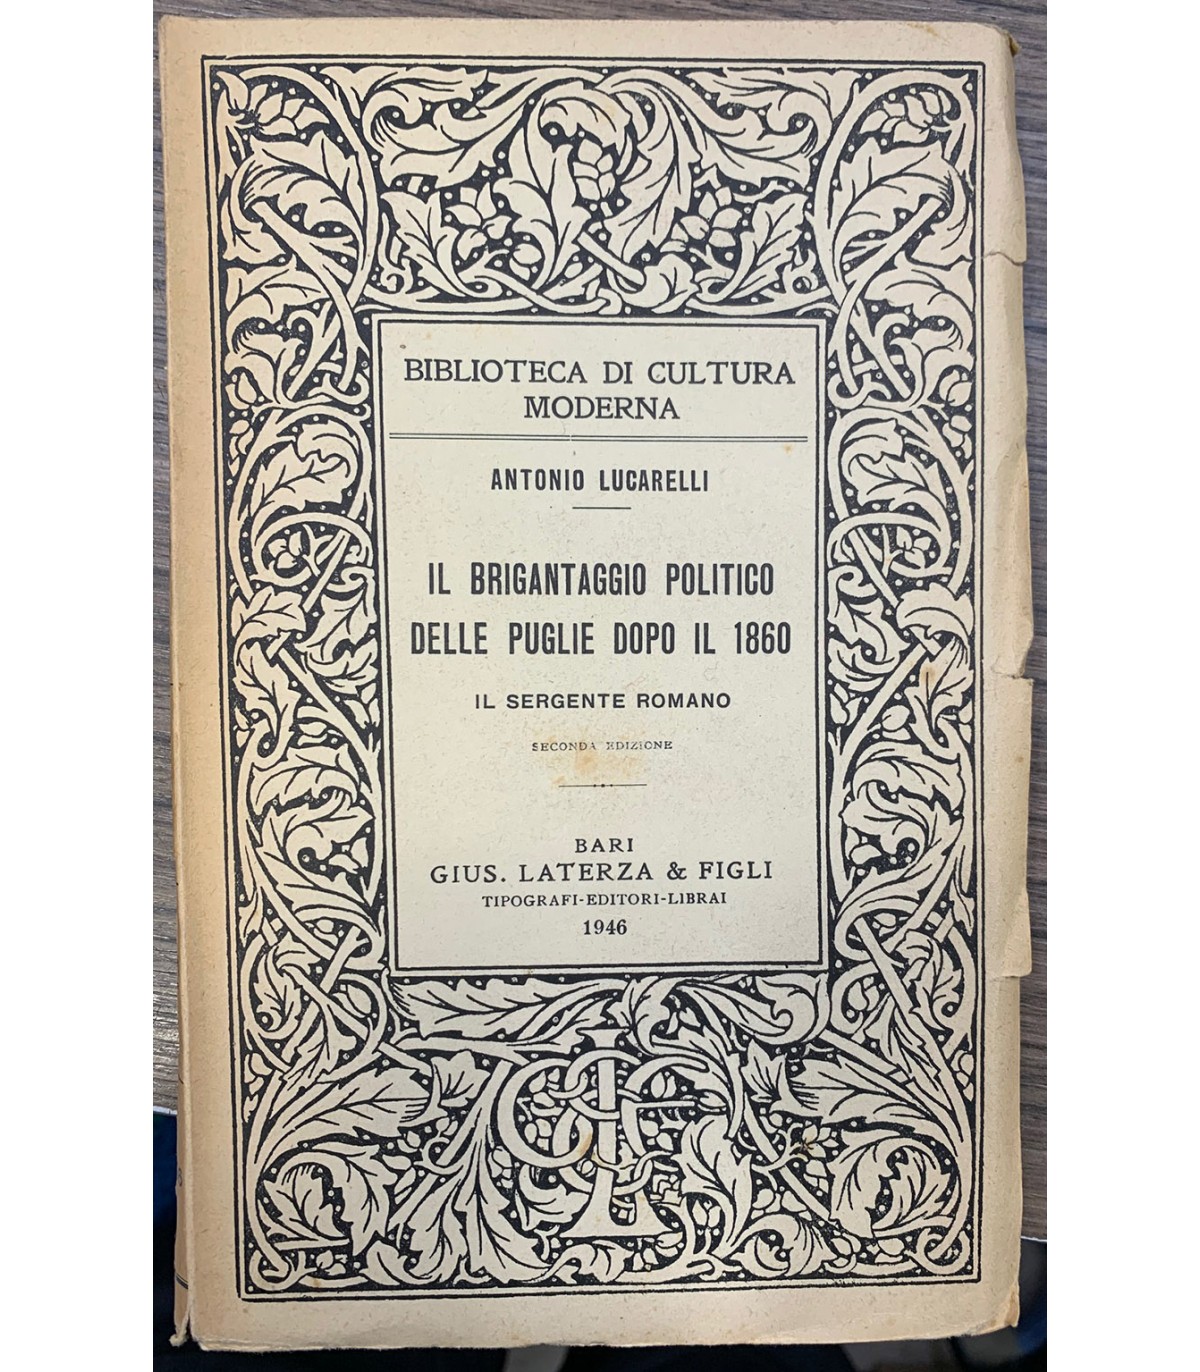 BIBLIOTECA DI CULTURA
MODERNA
ANTONIO LUCARELLI
IL BRIGANTAGGIO POLITICO
DELLE PUGLIE DOPO IL 1860
IL SERGENTE ROMANO
SECONDA EDIZIONE
BARI
GIUS. LATERZA & FIGLI
TIPOGRAFI-EDITORI-LIBRAI
1946